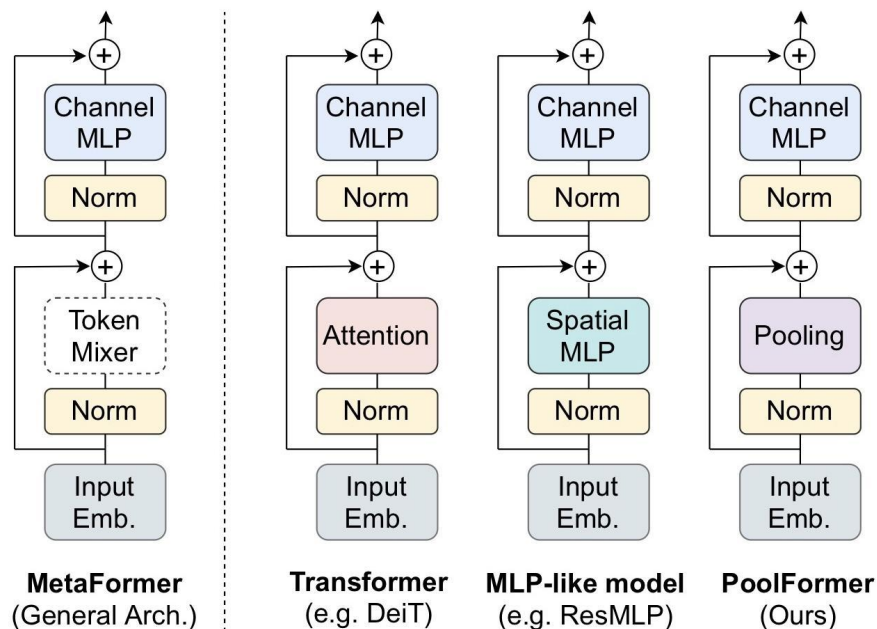 Channel
MLP
Norm
+
Token
Mixer
Norm
Input
Emb.
MetaFormer
(General Arch.)
+
Channel
MLP
Norm
+
Attention
Norm
Input
Emb.
Transformer
(e.g. DeiT)
+
Channel
MLP
Norm
+
Spatial
MLP
Norm
Input
Emb.
MLP-like model
(e.g. ResMLP)
+
Channel
MLP
Norm
+
Pooling
Norm
Input
Emb.
PoolFormer
(Ours)
+